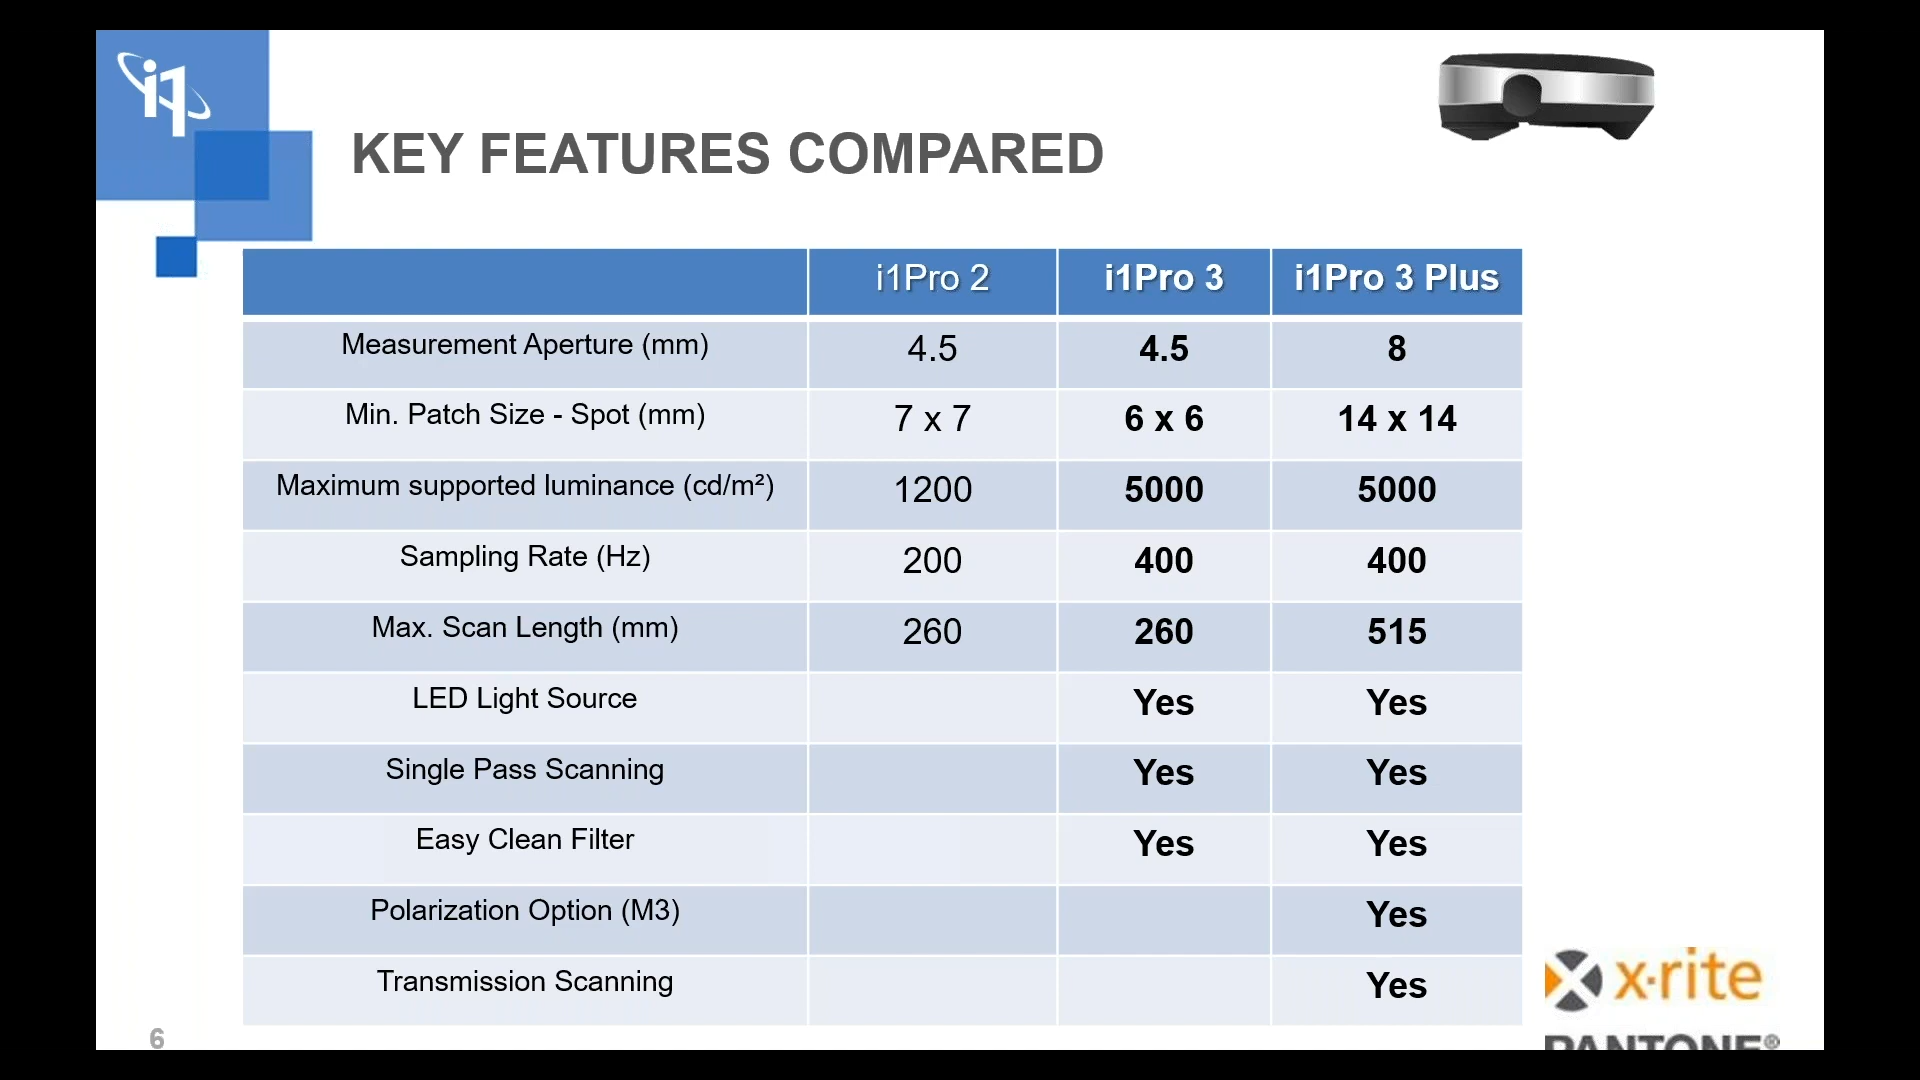 i1
KEY FEATURES COMPARED
i1Pro 2 i1Pro 3 i1Pro 3 Plus
Measurement Aperture (mm) 4.5 4.5 8
Min. Patch Size - Spot (mm) 7 x 7 6 x 6 14 x 14
Maximum supported luminance (cd/m²) 1200 5000 5000
Sampling Rate (Hz) 200 400 400
Max. Scan Length (mm) 260 260 515
LED Light Source Yes Yes
Single Pass Scanning Yes Yes
Easy Clean Filter Yes Yes
Polarization Option (M3) Yes
Transmission Scanning Yes
x·rite
PANTONE®
6